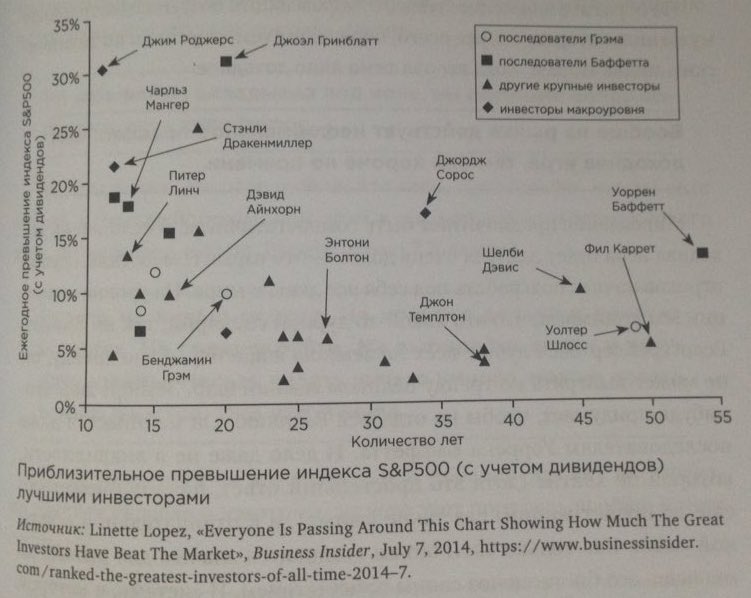 35%
30%
25%
20%
15%
10%
5%
0%
Ежегодное превышение индекса S&P500
(с учетом дивидендов)
Джим Роджерс
Джоэл Гринблатт
последователи Грэма
последователи Баффетта
другие крупные инвесторы
инвесторы макроуровня
Чарльз
Мангер
Стэнли
Дракенмиллер
Питер
Линч
Дэвид
Айнхорн
Джордж
Сорос
Уоррен
Баффетт
Энтони
Болтон
Шелби
Дэвис
Фил Каррет
Джон
Темплтон
Уолтер
Шлосс
Бенджамин
Грэм
10 15 20 25 30 35 40 45 50 55
Количество лет
Приблизительное превышение индекса S&P500 (с учетом дивидендов)
лучшими инвесторами
Источник: Linette Lopez, «Everyone Is Passing Around This Chart Showing How Much The Great
Investors Have Beat The Market», Business Insider, July 7, 2014, https://www.businessinsider.
com/ranked-the-greatest-investors-of-all-time-2014–7.